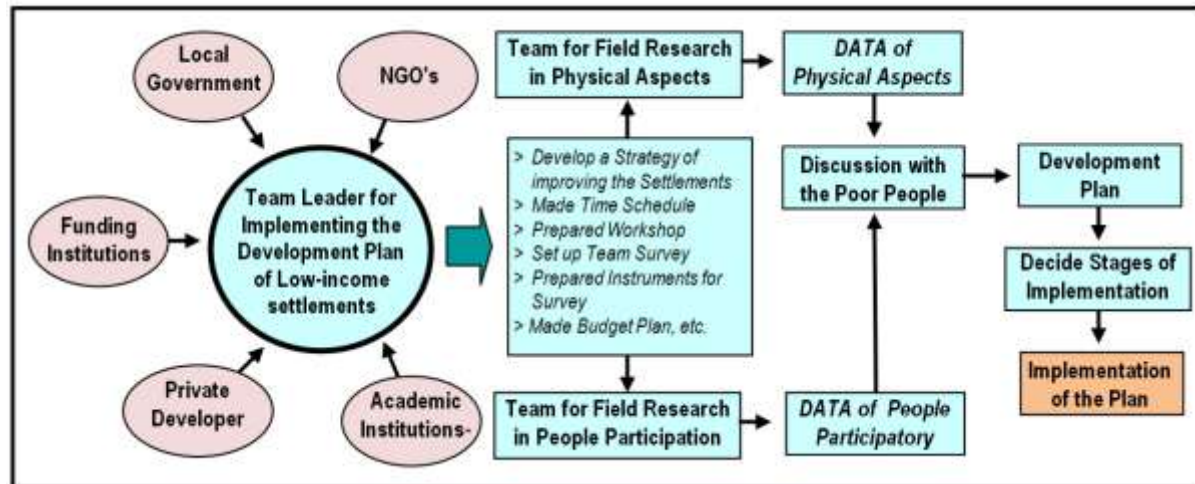 Local
Government
NGO's
Funding
Institutions
Team Leader for
Implementing the
Development Plan
of Low-income
settlements
Private
Developer
Academic
Institutions-
Team for Field Research
in Physical Aspects
> Develop a Strategy of
improving the Settlements
> Made Time Schedule
> Prepared Workshop
> Set up Team Survey
> Prepared Instruments for
Survey
> Made Budget Plan, etc.
Team for Field Research
in People Participation
DATA of
Physical Aspects
Discussion with
the Poor People
DATA of People
Participatory
Development
Plan
Decide Stages of
Implementation
Implementation
of the Plan